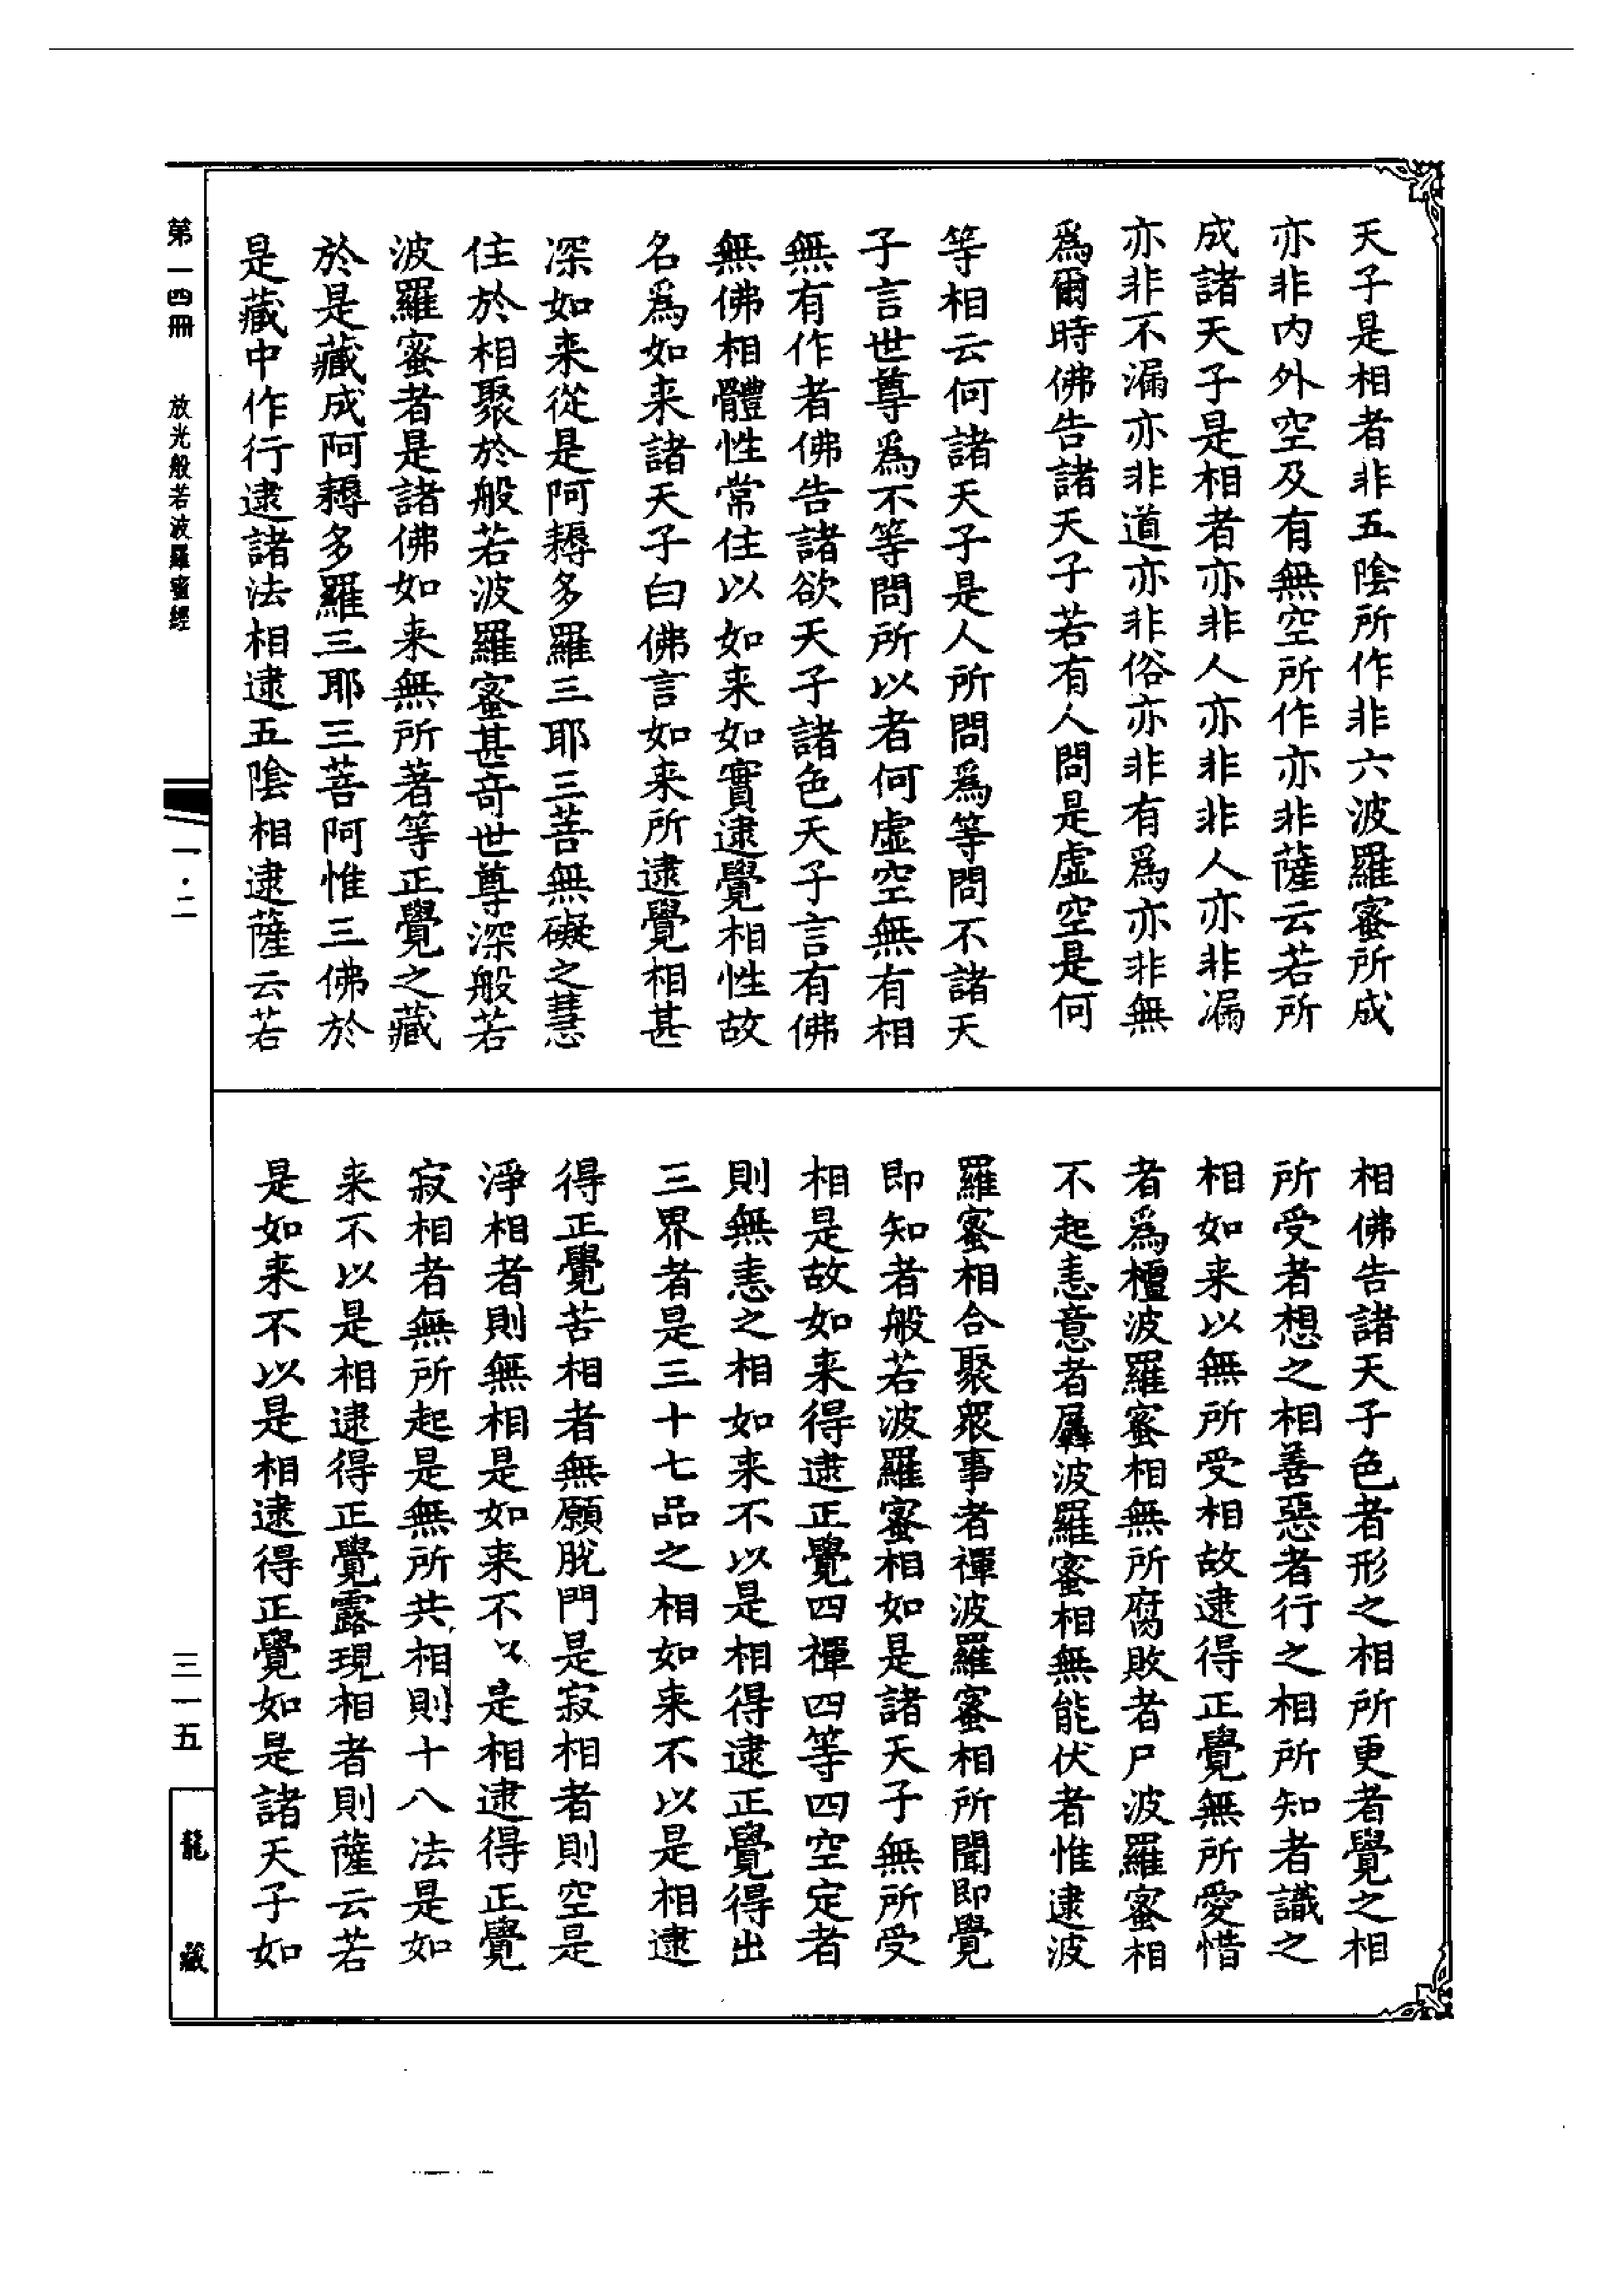 天子是相者非五陰所作非六波羅蜜所成
亦非內外空及有無空所作亦非薩云若所
成諸天子是相者亦非人亦非非人亦非漏
亦非不漏亦非道亦非俗亦非有爲亦非無
爲爾時佛告諸天子若有人問是虛空是何
等相云何諸天子是人所問爲等問不諸天
子言世尊爲不等問所以者何虛空無有相
無有作者佛告諸欲天子諸色天子言有佛
無佛相體性常住以如来如實逮覺相性故
名爲如来諸天子白佛言如来所逮覺相甚
深如来從是阿耨多羅三耶三菩無礙之慧
住於相聚於般若波羅蜜甚奇世尊深般若
波羅蜜者是諸佛如来無所著等正覺之藏
於是藏成阿耨多羅三耶三菩阿惟三佛於
是藏中作行逮諸法相逮五陰相逮薩云若
相佛告諸天子色者形之相所更者覺之相
所受者想之相善惡者行之相所知者識之
相如来以無所受相故逮得正覺無所愛惜
者爲檀波羅蜜相無所腐敗者尸波羅蜜相
不起恚意者羼波羅蜜相無能伏者惟逮波
羅蜜相合聚衆事者禪波羅蜜相所聞即覺
即知者般若波羅蜜相如是諸天子無所受
相是故如来得逮正覺四禪四等四空定者
則無恚之相如来不以是相得逮正覺得出
三界者是三十七品之相如来不以是相逮
得正覺苦相者無願脫門是寂相者則空是
淨相者則無相是如来不以是相逮得正覺
寂相者無所起是無所共相則十八法是如
来不以是相逮得正覺露現相者則薩云若
是如来不以是相逮得正覺如是諸天子如
第一四冊　放光般若波羅蜜經
一・二
三一五
龍藏